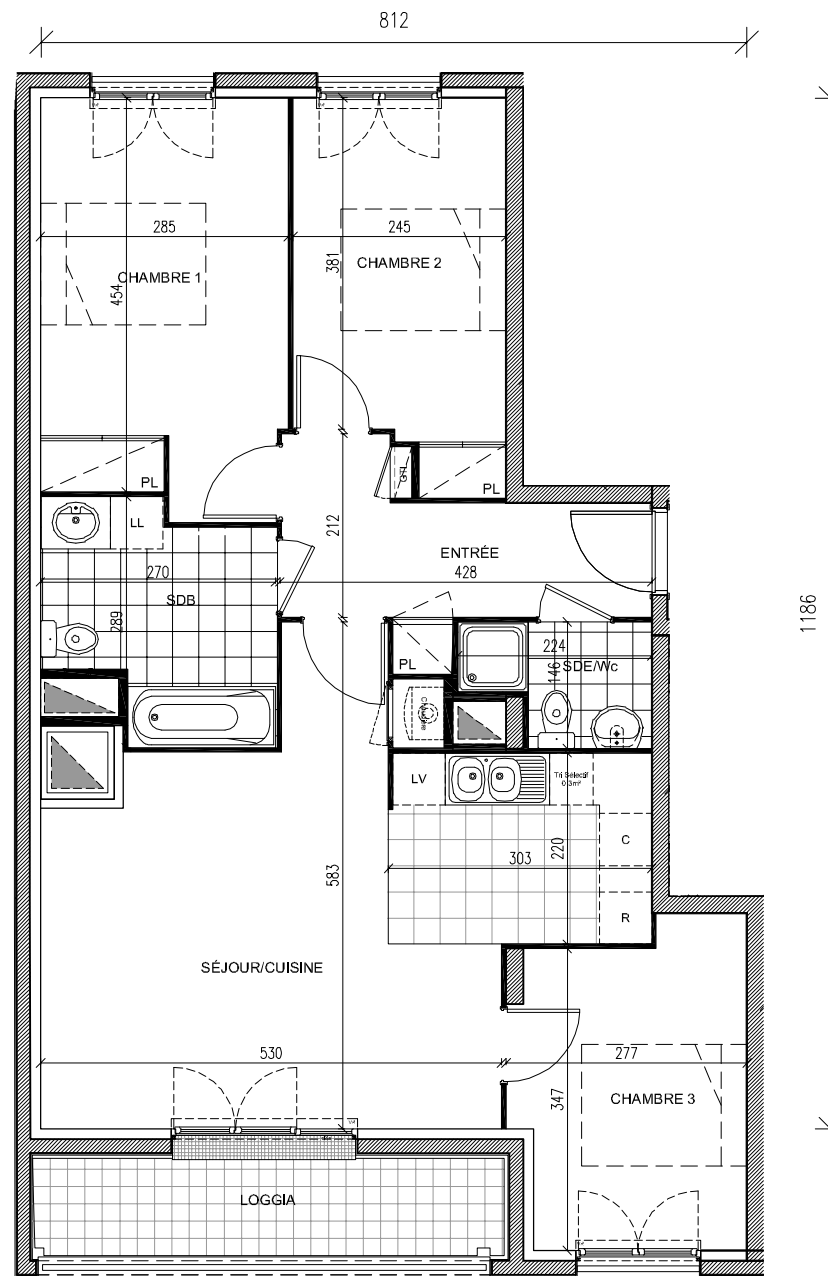 812
285
245
CHAMBRE 1
CHAMBRE 2
381
454
PL
GTL
PL
LL
212
ENTRÉE
270
428
SDB
289
1186
PL
224
SDE/Wc
146
LV
Tri Sélectif
0.3m²
C
303
220
583
R
SÉJOUR/CUISINE
530
277
347
CHAMBRE 3
LOGGIA